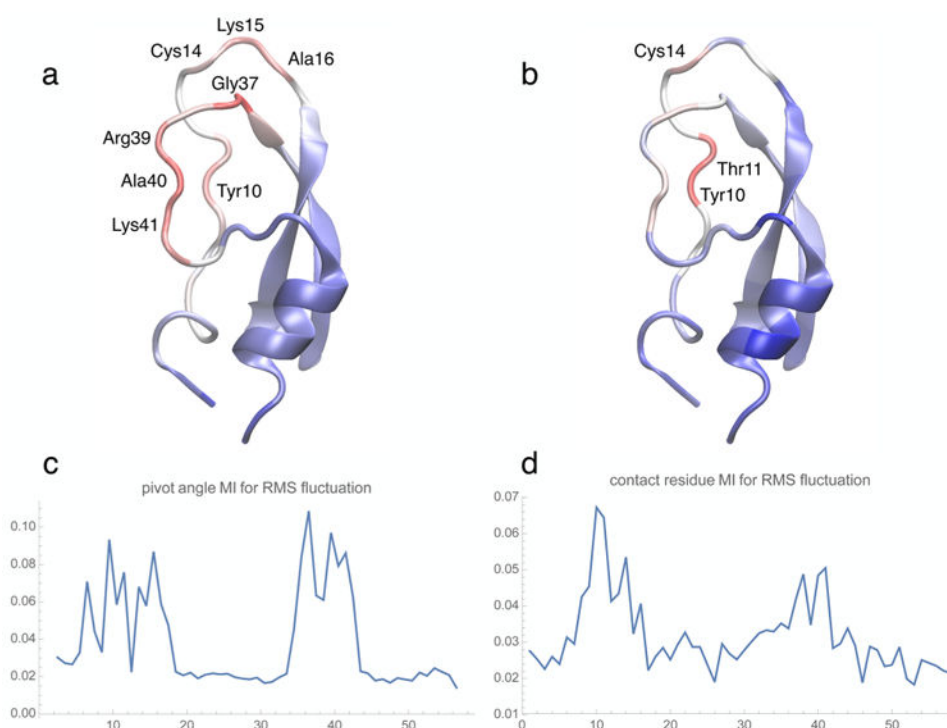 a
Lys15
Cys14
Ala16
Gly37
Arg39
Ala40
Tyr10
Lys41
b
Cys14
Thr11
Tyr10
c
pivot angle MI for RMS fluctuation
0.10
0.08
0.06
0.04
0.02
0.00
10 20 30 40 50
d
contact residue MI for RMS fluctuation
0.07
0.06
0.05
0.04
0.03
0.02
0.01
0 10 20 30 40 50